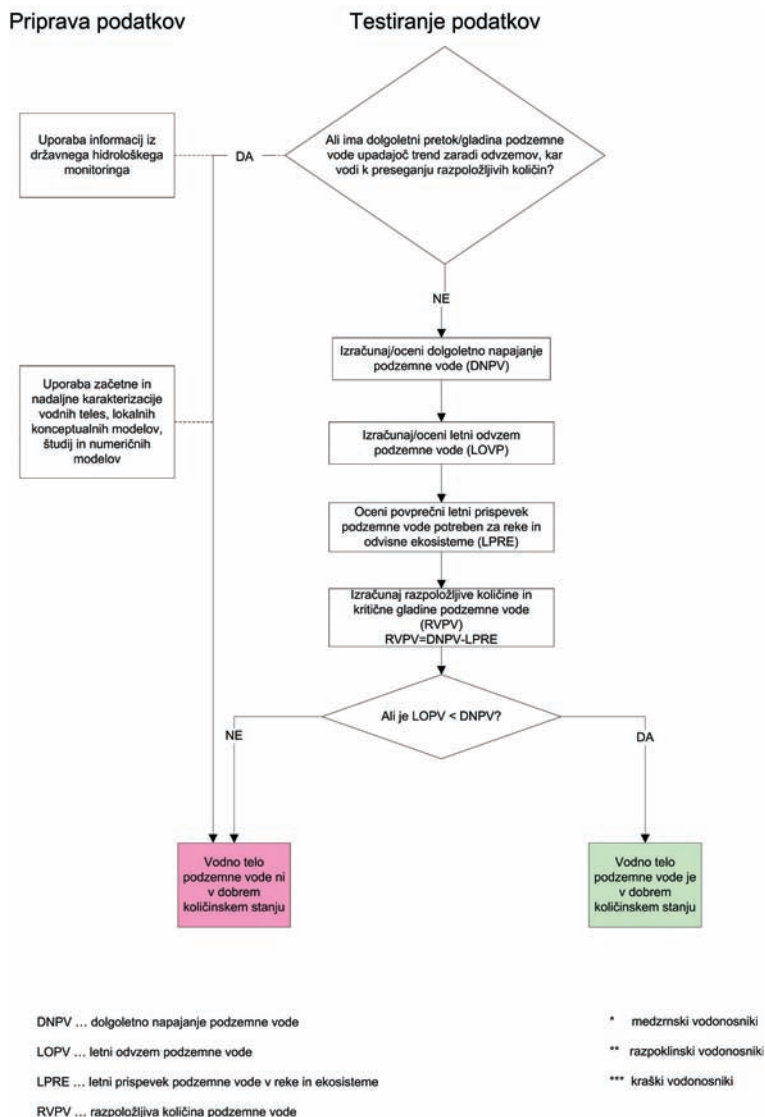 Priprava podatkov
Testiranje podatkov
Uporaba informacij iz
državnega hidrološkega
monitoringa
DA
Ali ima dolgoletni pretok/gladina podzemne
vode upadajoč trend zaradi odvzemov, kar
vodi k preseganju razpoložljivih količin?
NE
Izračunaj/oceni dolgoletno napajanje
podzemne vode (DNPV)
Uporaba začetne in
nadaljne karakterizacije
vodnih teles, lokalnih
konceptualnih modelov,
študij in numeričnih
modelov
Izračunaj/oceni letni odvzem
podzemne vode (LOVP)
Oceni povprečni letni prispevek
podzemne vode potreben za reke in
odvisne ekosisteme (LPRE)
Izračunaj razpoložljive količine in
kritične gladine podzemne vode
(RVPV)
RVPV=DNPV-LPRE
Ali je LOPV < DNPV?
NE
DA
Vodno telo
podzemne vode ni
v dobrem
količinskem stanju
Vodno telo
podzemne vode je
v dobrem
količinskem stanju
DNPV ... dolgoletno napajanje podzemne vode
LOPV ... letni odvzem podzemne vode
LPRE ... letni prispevek podzemne vode v reke in ekosisteme
RVPV ... razpoložljiva količina podzemne vode
* medzrnski vodonosniki
** razpoklinski vodonosniki
*** kraški vodonosniki